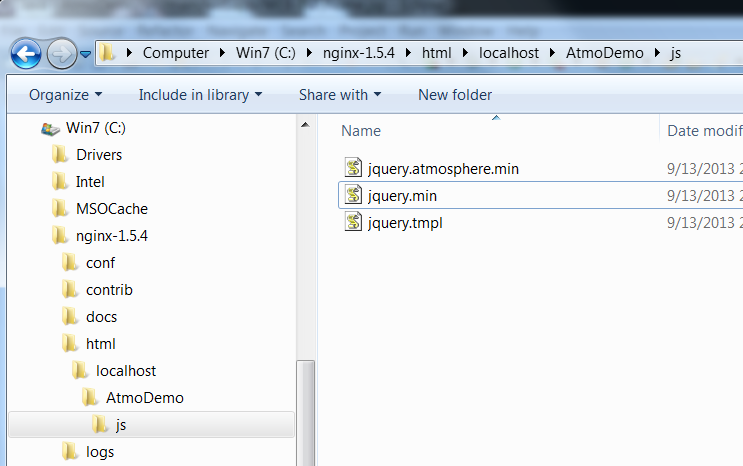 Computer Win7 (C:) nginx-1.5.4 html localhost AtmoDemo js
Organize Include in library Share with New folder
Win7 (C:)
Drivers
Intel
MSOCache
nginx-1.5.4
conf
contrib
docs
html
localhost
AtmoDemo
js
logs
Name Date modif
jquery.atmosphere.min 9/13/2013 2
jquery.min 9/13/2013 2
jquery.tmpl 9/13/2013 2